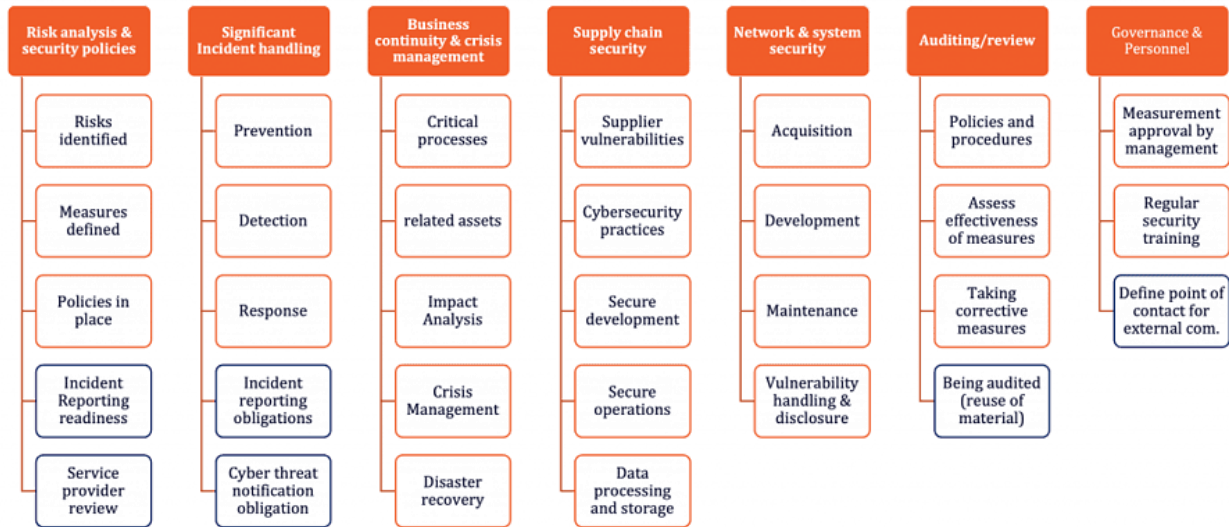 Risk analysis &
security policies
Risks
identified
Measures
defined
Policies in
place
Incident
Reporting
readiness
Service
provider
review
Significant
Incident handling
Prevention
Detection
Response
Incident
reporting
obligations
Cyber threat
notification
obligation
Business
continuity & crisis
management
Critical
processes
related assets
Impact
Analysis
Crisis
Management
Disaster
recovery
Supply chain
security
Supplier
vulnerabilities
Cybersecurity
practices
Secure
development
Secure
operations
Data
processing
and storage
Network & system
security
Acquisition
Development
Maintenance
Vulnerability
handling &
disclosure
Auditing/review
Policies and
procedures
Assess
effectiveness
of measures
Taking
corrective
measures
Being audited
(reuse of
material)
Governance &
Personnel
Measurement
approval by
management
Regular
security
training
Define point of
contact for
external com.